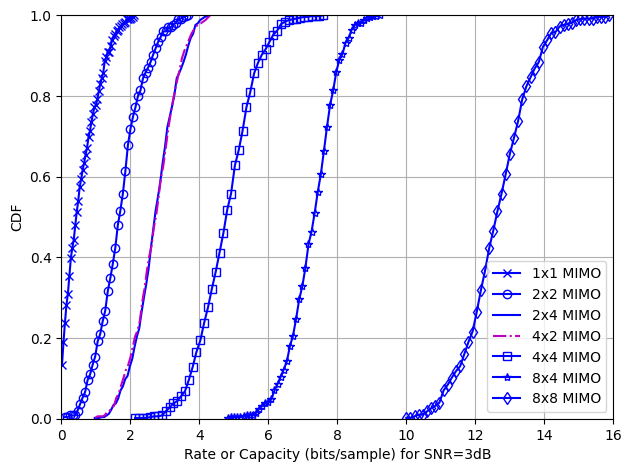 1.0
0.8
0.6
0.4
0.2
0.0
CDF
1x1 MIMO
2x2 MIMO
2x4 MIMO
4x2 MIMO
4x4 MIMO
8x4 MIMO
8x8 MIMO
0 2 4 6 8 10 12 14 16
Rate or Capacity (bits/sample) for SNR=3dB